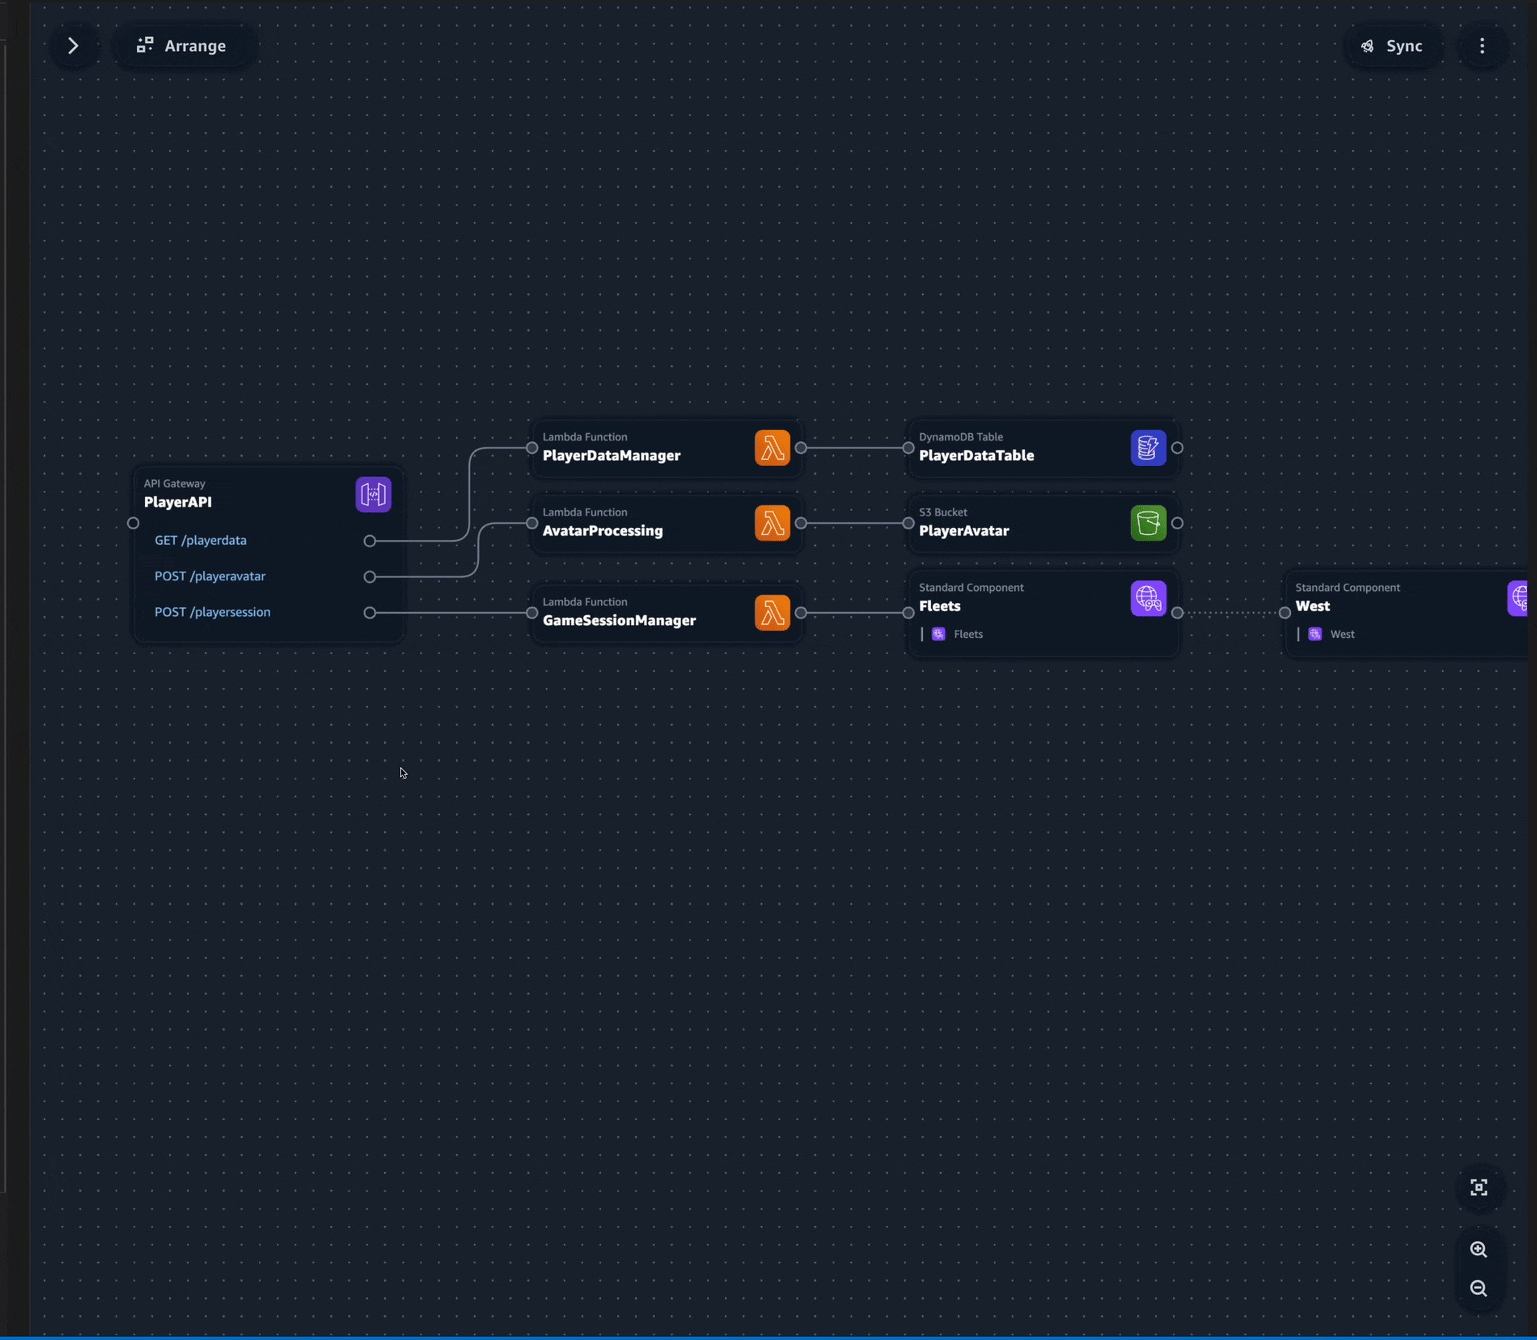 Arrange
Sync
Lambda Function
PlayerDataManager
DynamoDB Table
PlayerDataTable
API Gateway
PlayerAPI
GET /playerdata
POST /playeravatar
POST /playersession
Lambda Function
AvatarProcessing
S3 Bucket
PlayerAvatar
Lambda Function
GameSessionManager
Standard Component
Fleets
Fleets
Standard Component
West
West